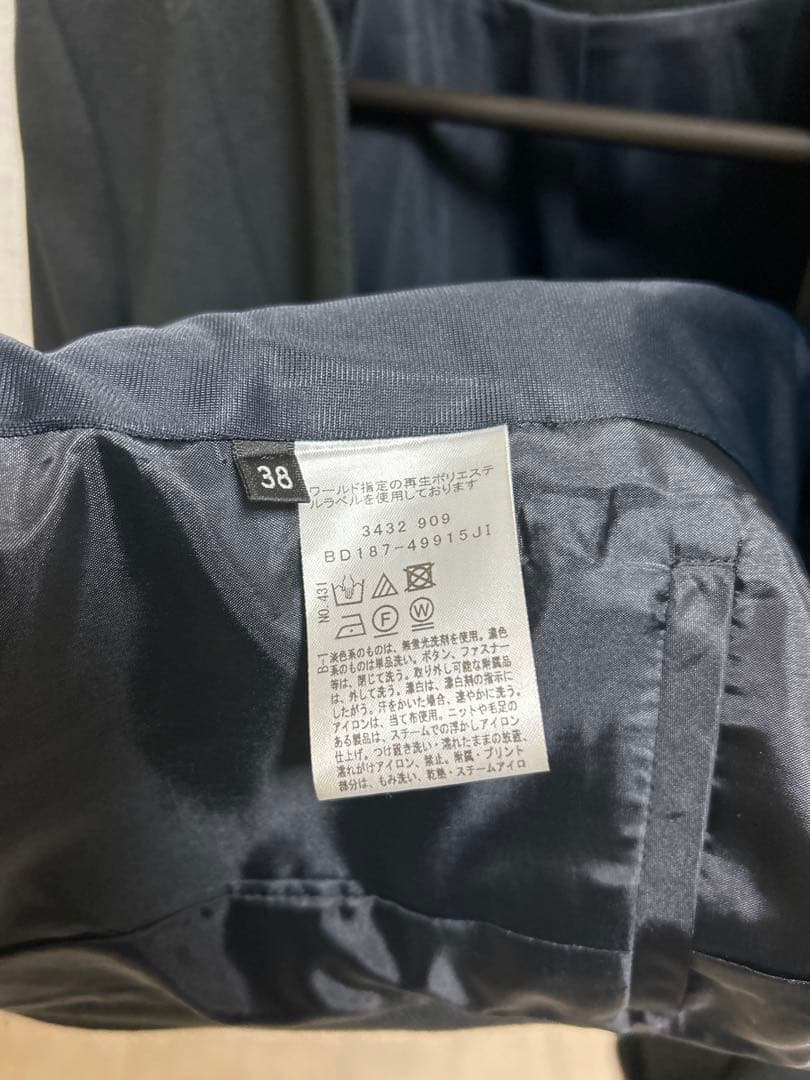 38
ワールド指定の再生ポリエステ
ルラベルを使用しております
3432 909
BD187-49915JI
B-1 NO.431
F
W
淡色系のものは、無蛍光洗剤を使用。濃色
系のものは単品洗い。ボタン、ファスナー
等は、閉じて洗う。取り外し可能な附属品
は、外して洗う。漂白は、漂白剤の指示に
したがう。汗をかいた場合、速やかに洗う。
アイロンは、当て布使用。ニットや毛足の
ある製品は、スチームでの浮かしアイロン
仕上げ。つけ置き洗い・濡れたままの放置、
濡れがけアイロン、禁止。附属・プリント
部分は、もみ洗い、乾熱・スチームアイロ